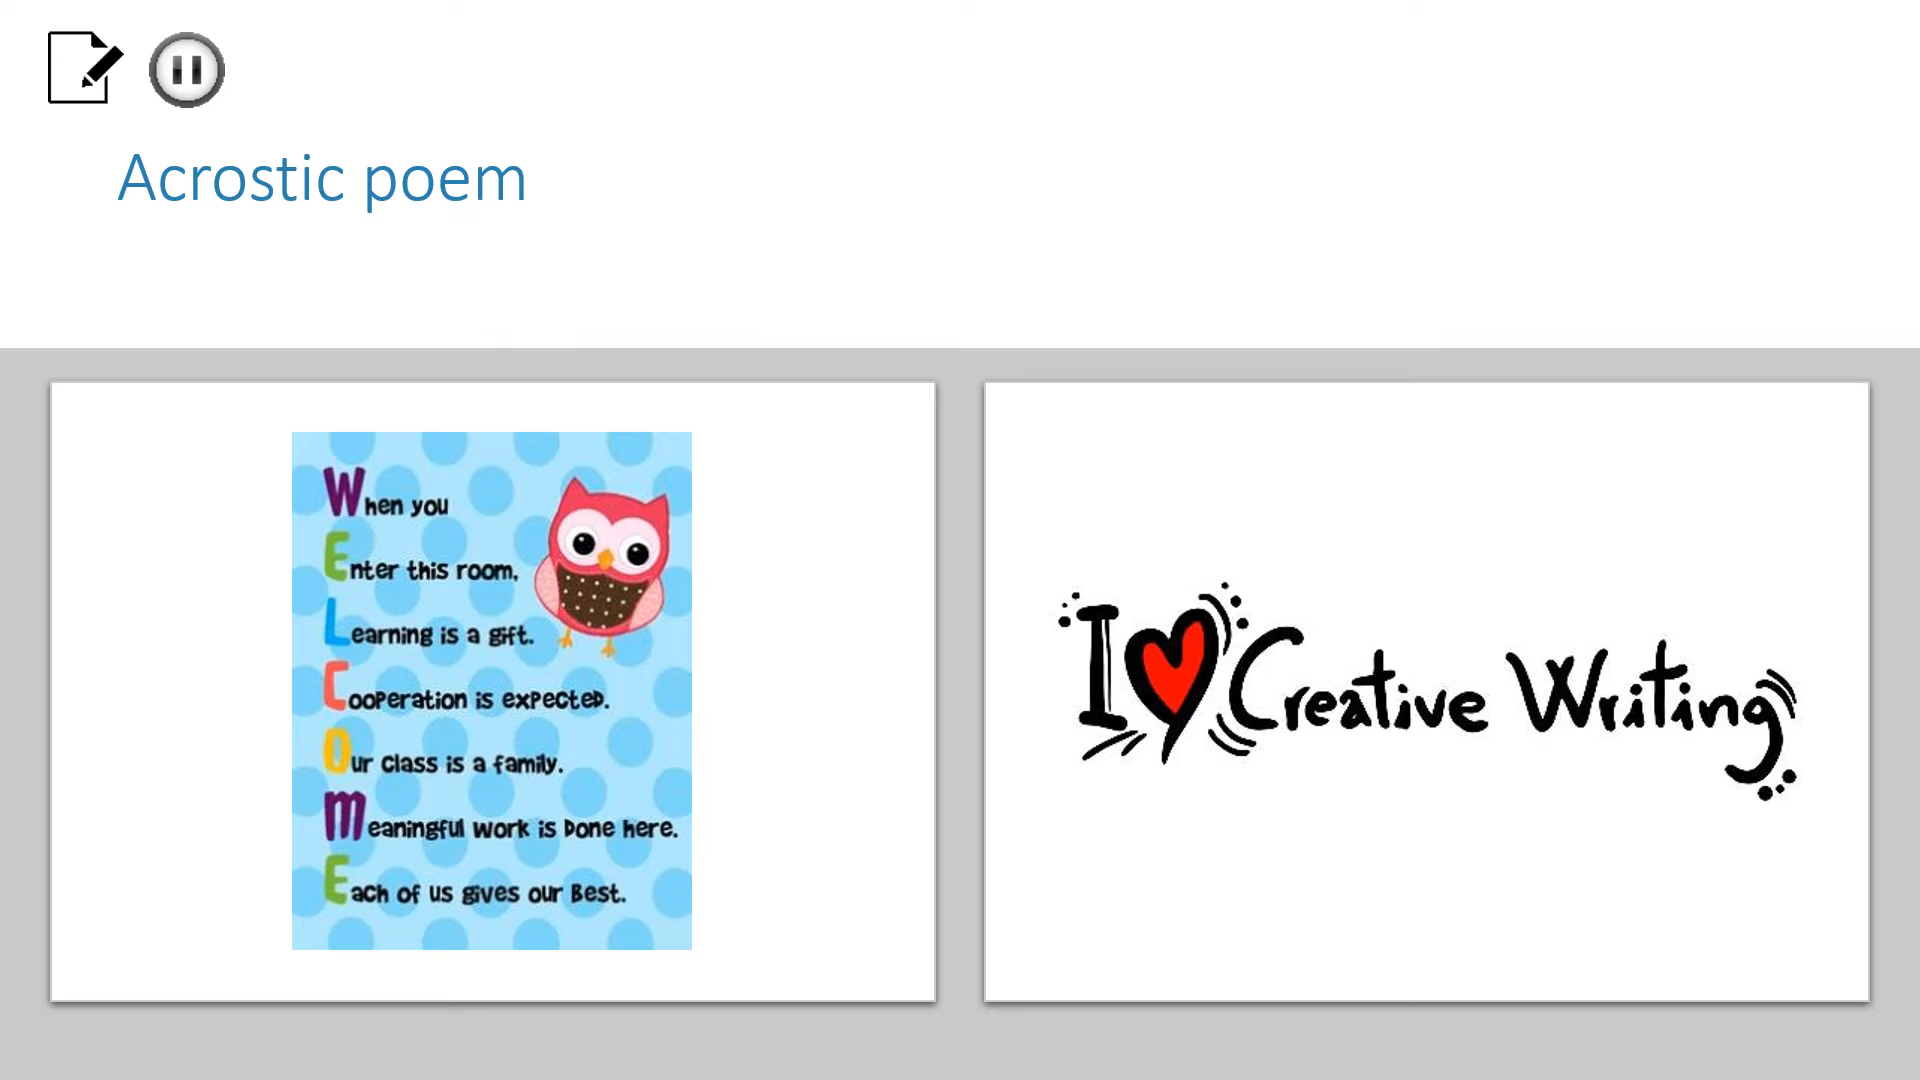 Acrostic poem
When you
Enter this room,
Learning is a gift.
Cooperation is expected.
Our class is a family.
Meaningful work is done here.
Each of us gives our Best.
I ❤ Creative Writing